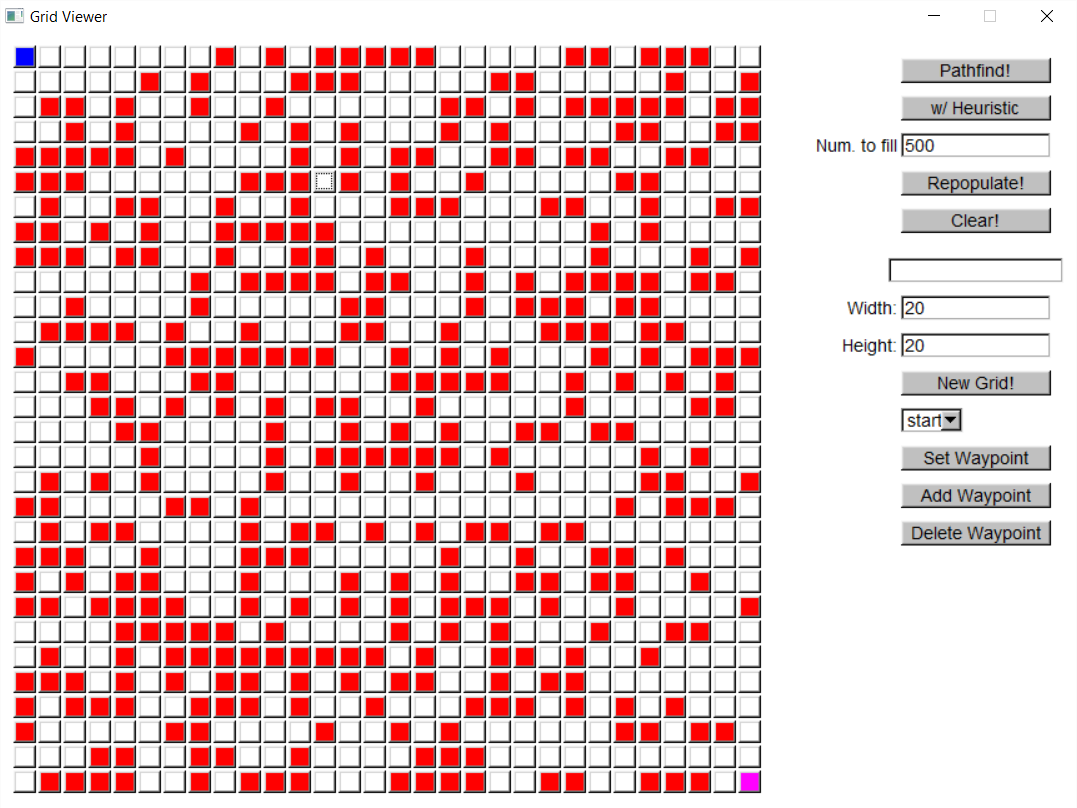 Grid Viewer
Pathfind!
w/ Heuristic
Num. to fill 500
Repopulate!
Clear!
Width: 20
Height: 20
New Grid!
start
Set Waypoint
Add Waypoint
Delete Waypoint